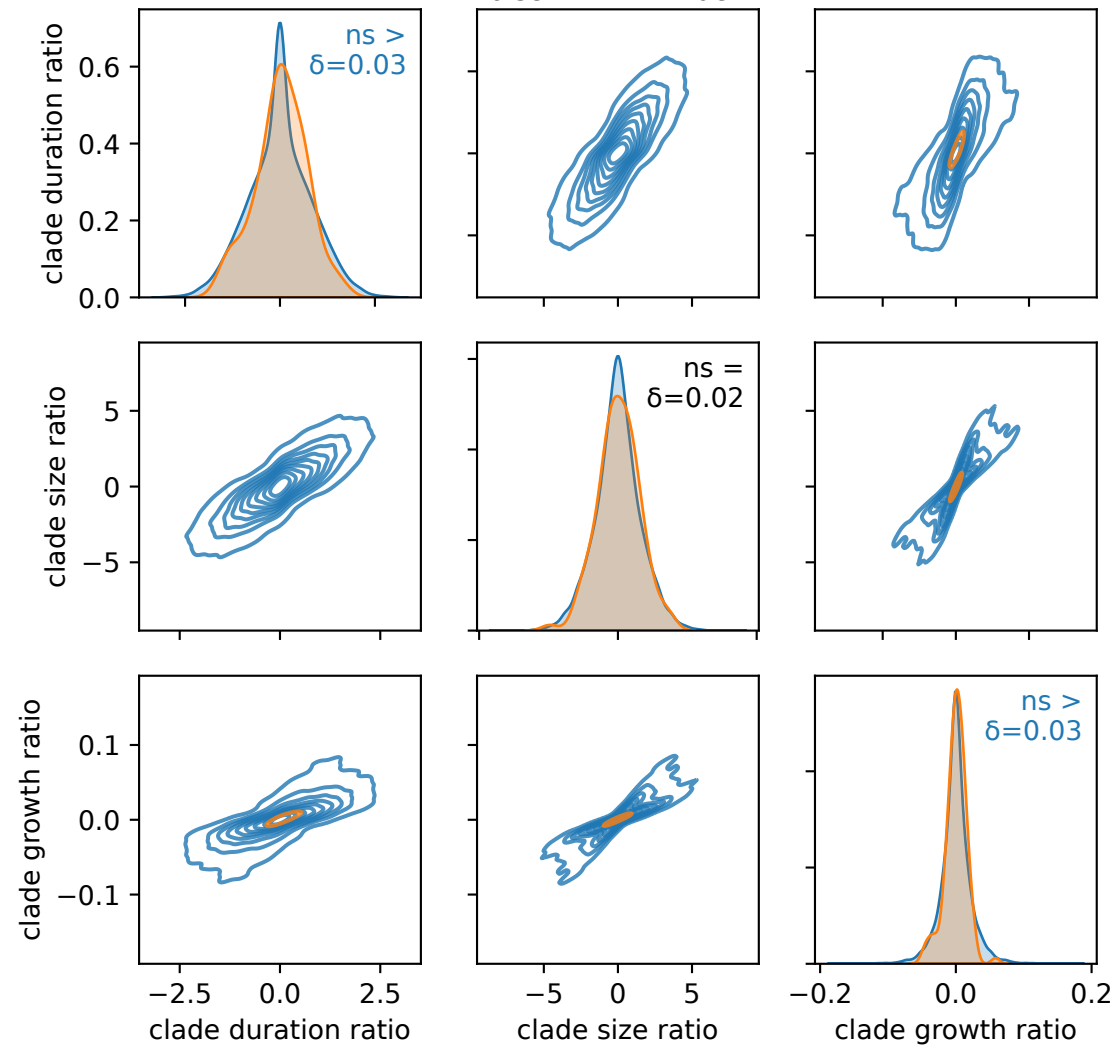 clade duration ratio
0.6
0.4
0.2
0.0
ns >
δ=0.03
clade size ratio
5
0
−5
ns =
δ=0.02
clade growth ratio
0.1
0.0
−0.1
ns >
δ=0.03
−2.5 0.0 2.5
−5 0 5
−0.2 0.0 0.2
clade duration ratio
clade size ratio
clade growth ratio